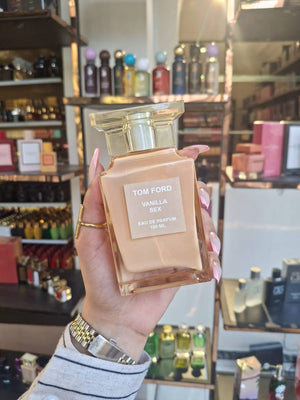 TOM FORD
VANILLA
SEX
EAU DE PARFUM
100 ML